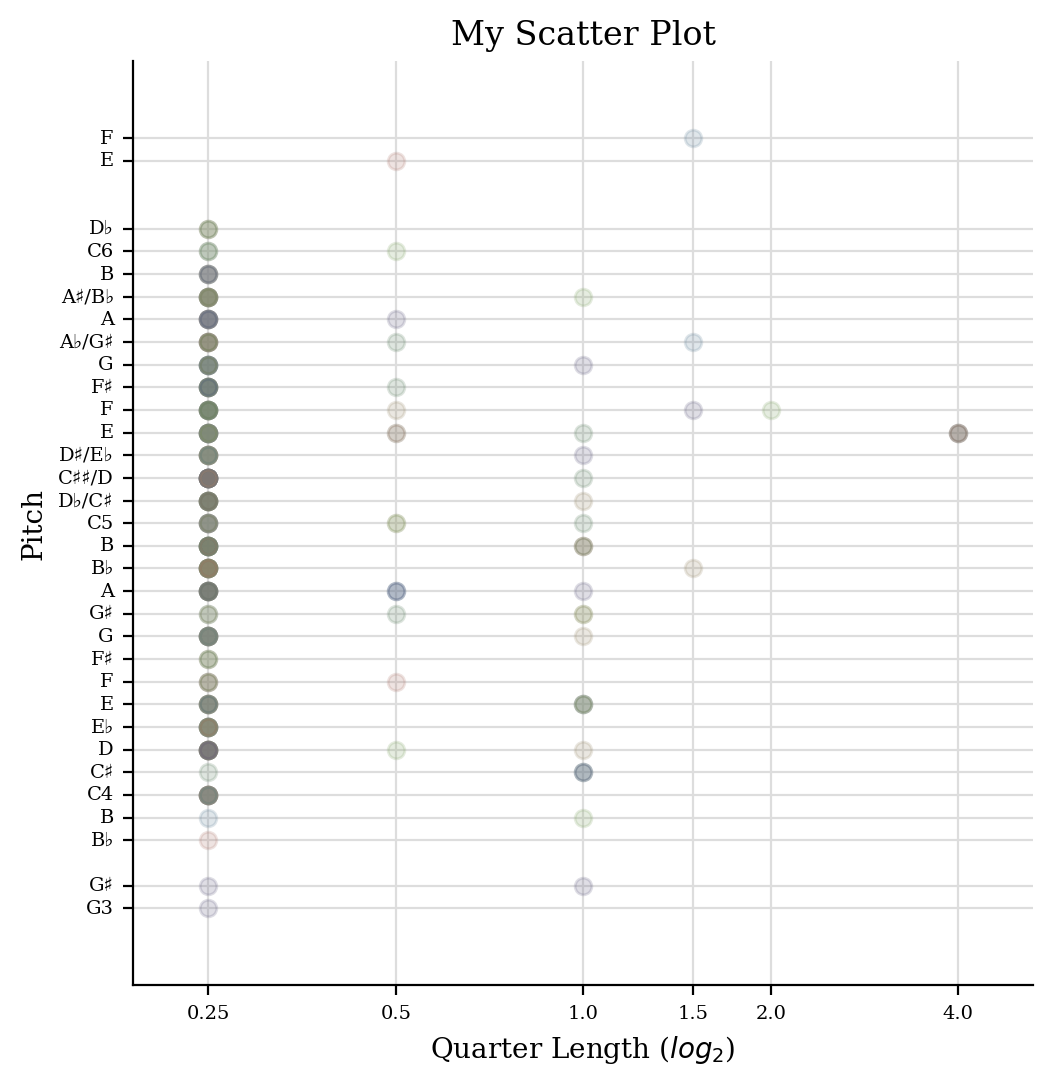 My Scatter Plot
F
E
D♭
C6
B
A♯/B♭
A
A♭/G♯
G
F♯
F
E
D♯/E♭
C♯♯/D
D♭/C♯
C5
B
B♭
A
G♯
G
F♯
F
E
E♭
D
C♯
C4
B
B♭
G♯
G3
Pitch
0.25 0.5 1.0 1.5 2.0 4.0
Quarter Length (log₂)